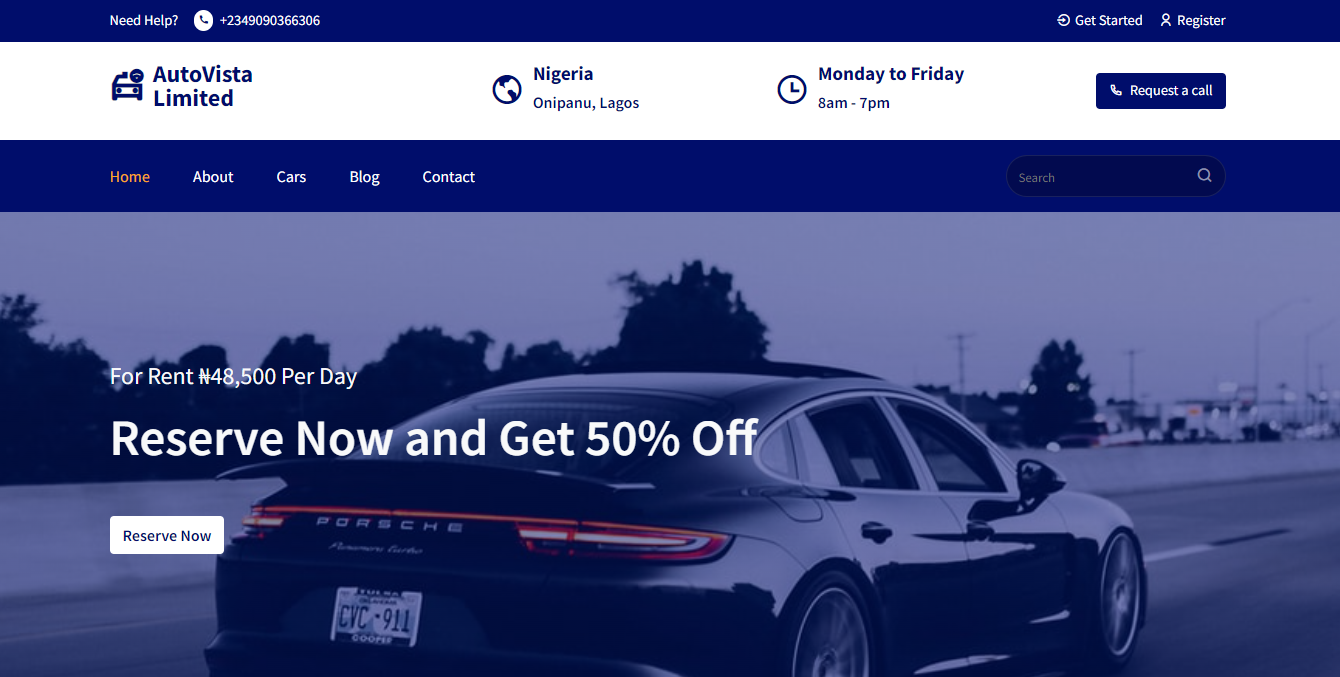 Need Help? +2349090366306 Get Started Register
AutoVista
Limited
Nigeria
Onipanu, Lagos
Monday to Friday
8am - 7pm
Request a call
Home About Cars Blog Contact
Search
For Rent ₦48,500 Per Day
Reserve Now and Get 50% Off
Reserve Now
PORSCHE
Panamera turbo
TULSA
OKLAHOMA
CVC-911
COOPER